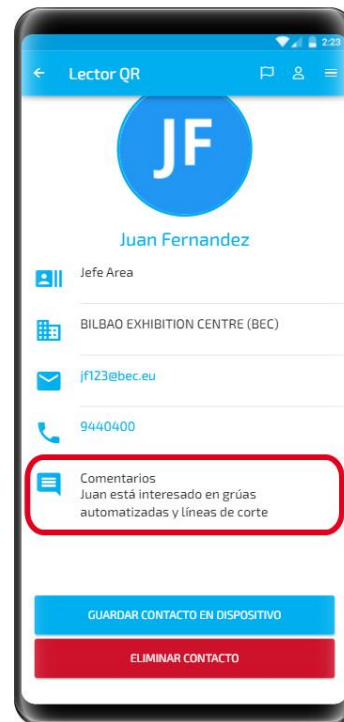 2:23
Lector QR
JF
Juan Fernandez
Jefe Area
BILBAO EXHIBITION CENTRE (BEC)
jf123@bec.eu
9440400
Comentarios
Juan está interesado en grúas
automatizadas y líneas de corte
GUARDAR CONTACTO EN DISPOSITIVO
ELIMINAR CONTACTO